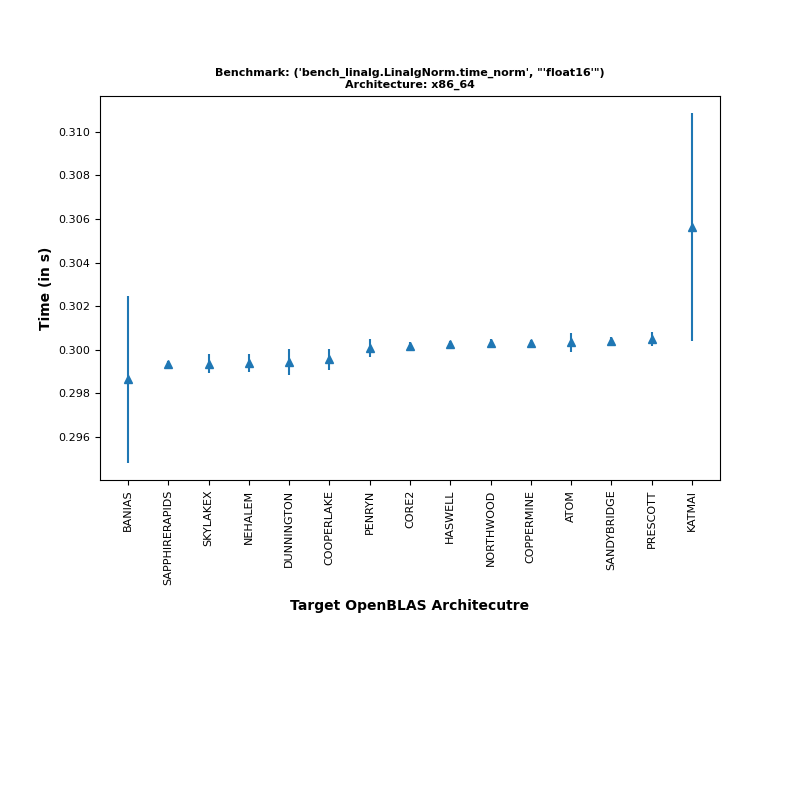 Benchmark: ('bench_linalg.LinalgNorm.time_norm', "'float16'")
Architecture: x86_64
0.310
0.308
0.306
0.304
0.302
0.300
0.298
0.296
Time (in s)
BANIAS
SAPPHIRERAPIDS
SKYLAKEX
NEHALEM
DUNNINGTON
COOPERLAKE
PENRYN
CORE2
HASWELL
NORTHWOOD
COPPERMINE
ATOM
SANDYBRIDGE
PRESCOTT
KATMAI
Target OpenBLAS Architecutre